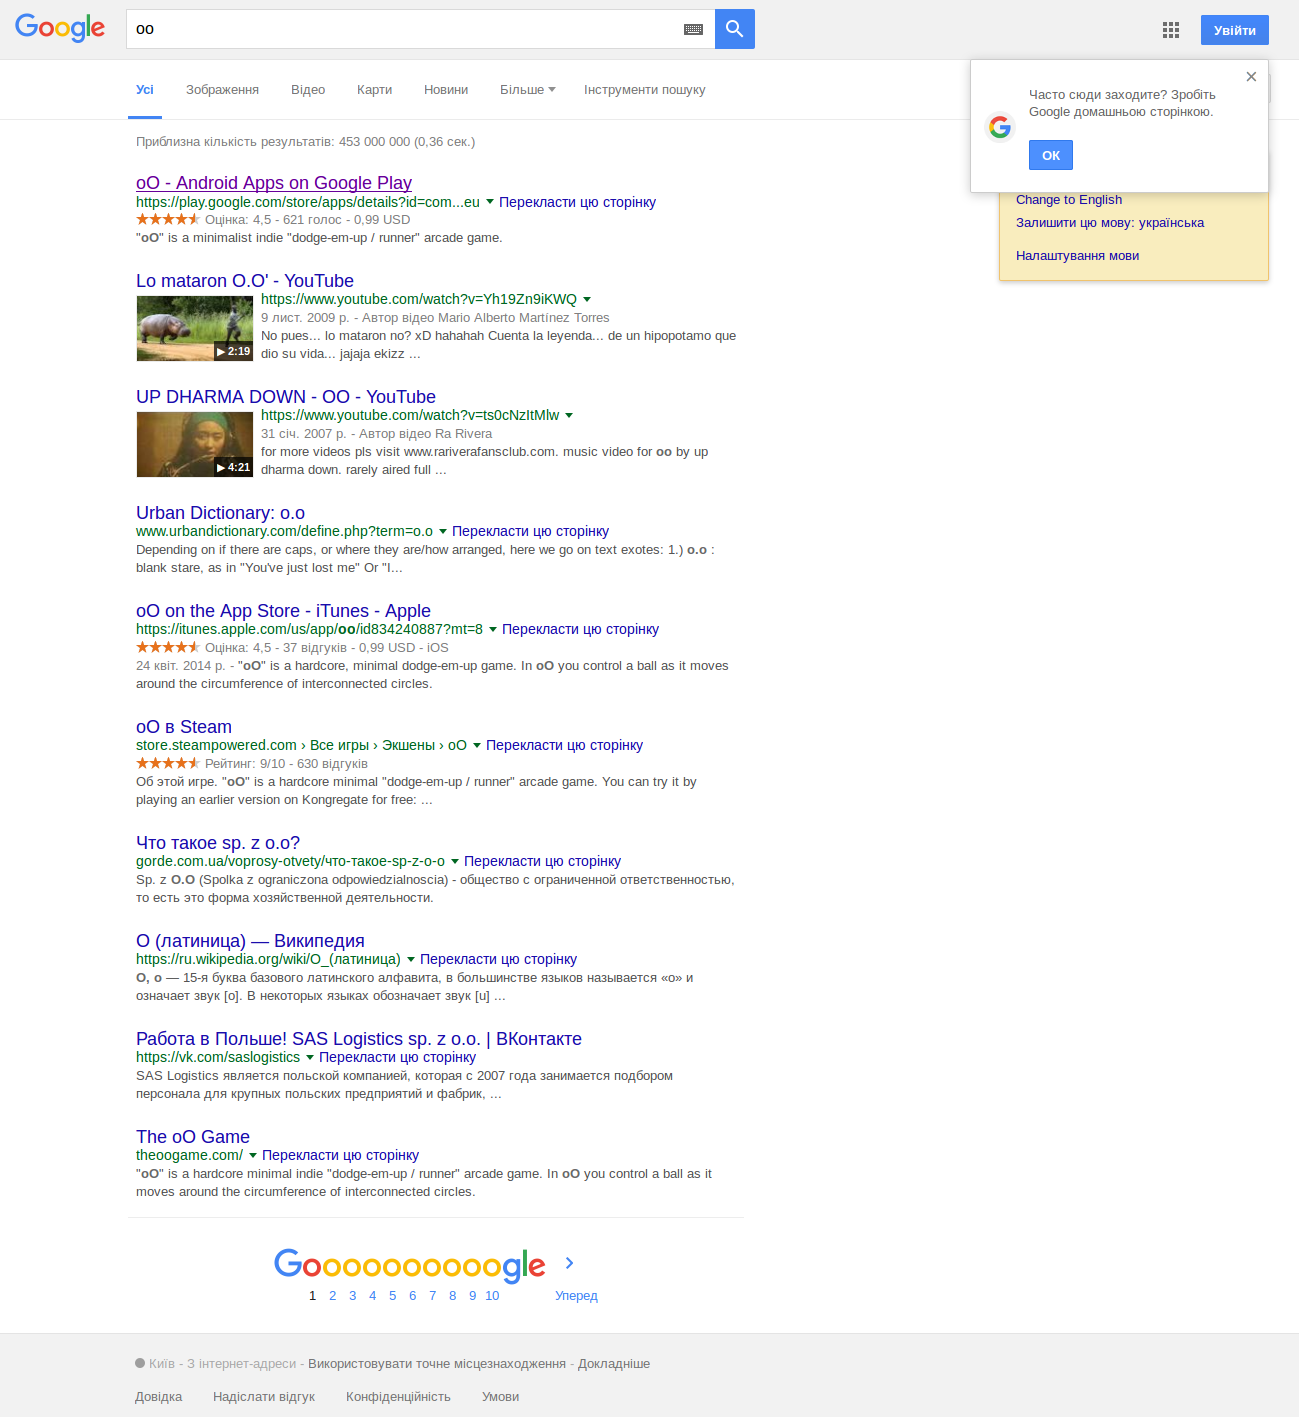 Google
oo
Увійти
Усі Зображення Відео Карти Новини Більше Інструменти пошуку
Часто сюди заходите? Зробіть
Google домашньою сторінкою.
ОК
Change to English
Залишити цю мову: українська
Налаштування мови
Приблизна кількість результатів: 453 000 000 (0,36 сек.)
oO - Android Apps on Google Play
https://play.google.com/store/apps/details?id=com...eu Перекласти цю сторінку
Оцінка: 4,5 - 621 голос - 0,99 USD
"oO" is a minimalist indie "dodge-em-up / runner" arcade game.
Lo mataron O.O' - YouTube
https://www.youtube.com/watch?v=Yh19Zn9iKWQ
9 лист. 2009 р. - Автор відео Mario Alberto Martínez Torres
No pues... lo mataron no? xD hahahah Cuenta la leyenda... de un hipopotamo que
dio su vida... jajaja ekizz ...
2:19
UP DHARMA DOWN - OO - YouTube
https://www.youtube.com/watch?v=ts0cNzItMlw
31 січ. 2007 р. - Автор відео Ra Rivera
for more videos pls visit www.rariverafansclub.com. music video for oo by up
dharma down. rarely aired full ...
4:21
Urban Dictionary: o.o
www.urbandictionary.com/define.php?term=o.o Перекласти цю сторінку
Depending on if there are caps, or where they are/how arranged, here we go on text exotes: 1.) o.o :
blank stare, as in "You've just lost me" Or "I...
oO on the App Store - iTunes - Apple
https://itunes.apple.com/us/app/oo/id834240887?mt=8 Перекласти цю сторінку
Оцінка: 4,5 - 37 відгуків - 0,99 USD - iOS
24 квіт. 2014 р. - "oO" is a hardcore, minimal dodge-em-up game. In oO you control a ball as it moves
around the circumference of interconnected circles.
oO в Steam
store.steampowered.com › Все игры › Экшены › oO Перекласти цю сторінку
Рейтинг: 9/10 - 630 відгуків
Об этой игре. "oO" is a hardcore minimal "dodge-em-up / runner" arcade game. You can try it by
playing an earlier version on Kongregate for free: ...
Что такое sp. z o.o?
gorde.com.ua/voprosy-otvety/что-такое-sp-z-o-o Перекласти цю сторінку
Sp. z O.O (Spolka z ograniczona odpowiedzialnoscia) - общество с ограниченной ответственностью,
то есть это форма хозяйственной деятельности.
O (латиница) — Википедия
https://ru.wikipedia.org/wiki/O_(латиница) Перекласти цю сторінку
O, o — 15-я буква базового латинского алфавита, в большинстве языков называется «о» и
означает звук [o]. В некоторых языках обозначает звук [u] ...
Работа в Польше! SAS Logistics sp. z o.o. | ВКонтакте
https://vk.com/saslogistics Перекласти цю сторінку
SAS Logistics является польской компанией, которая с 2007 года занимается подбором
персонала для крупных польских предприятий и фабрик, ...
The oO Game
theoogame.com/ Перекласти цю сторінку
"oO" is a hardcore minimal indie "dodge-em-up / runner" arcade game. In oO you control a ball as it
moves around the circumference of interconnected circles.
Goooooooooogle
1 2 3 4 5 6 7 8 9 10 Уперед
Київ - З інтернет-адреси - Використовувати точне місцезнаходження - Докладніше
Довідка Надіслати відгук Конфіденційність Умови